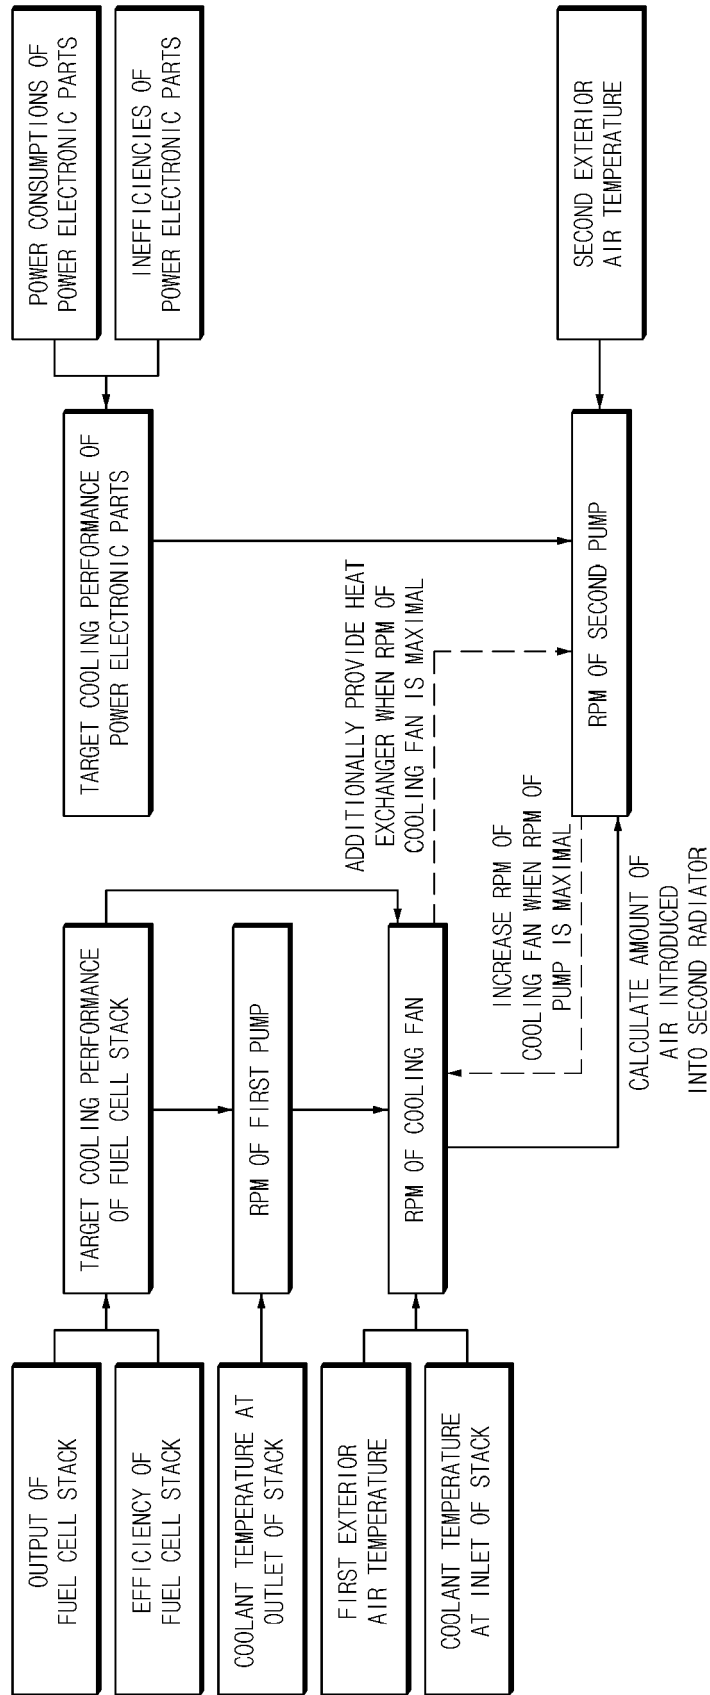 OUTPUT OF
FUEL CELL STACK
EFFICIENCY OF
FUEL CELL STACK
COOLANT TEMPERATURE AT
OUTLET OF STACK
FIRST EXTERIOR
AIR TEMPERATURE
COOLANT TEMPERATURE
AT INLET OF STACK
TARGET COOLING PERFORMANCE
OF FUEL CELL STACK
RPM OF FIRST PUMP
RPM OF COOLING FAN
INCREASE RPM OF
COOLING FAN WHEN RPM OF
PUMP IS MAXIMAL
CALCULATE AMOUNT OF
AIR INTRODUCED
INTO SECOND RADIATOR
ADDITIONALLY PROVIDE HEAT
EXCHANGER WHEN RPM OF
COOLING FAN IS MAXIMAL
TARGET COOLING PERFORMANCE OF
POWER ELECTRONIC PARTS
RPM OF SECOND PUMP
POWER CONSUMPTIONS OF
POWER ELECTRONIC PARTS
INEFFICIENCIES OF
POWER ELECTRONIC PARTS
SECOND EXTERIOR
AIR TEMPERATURE